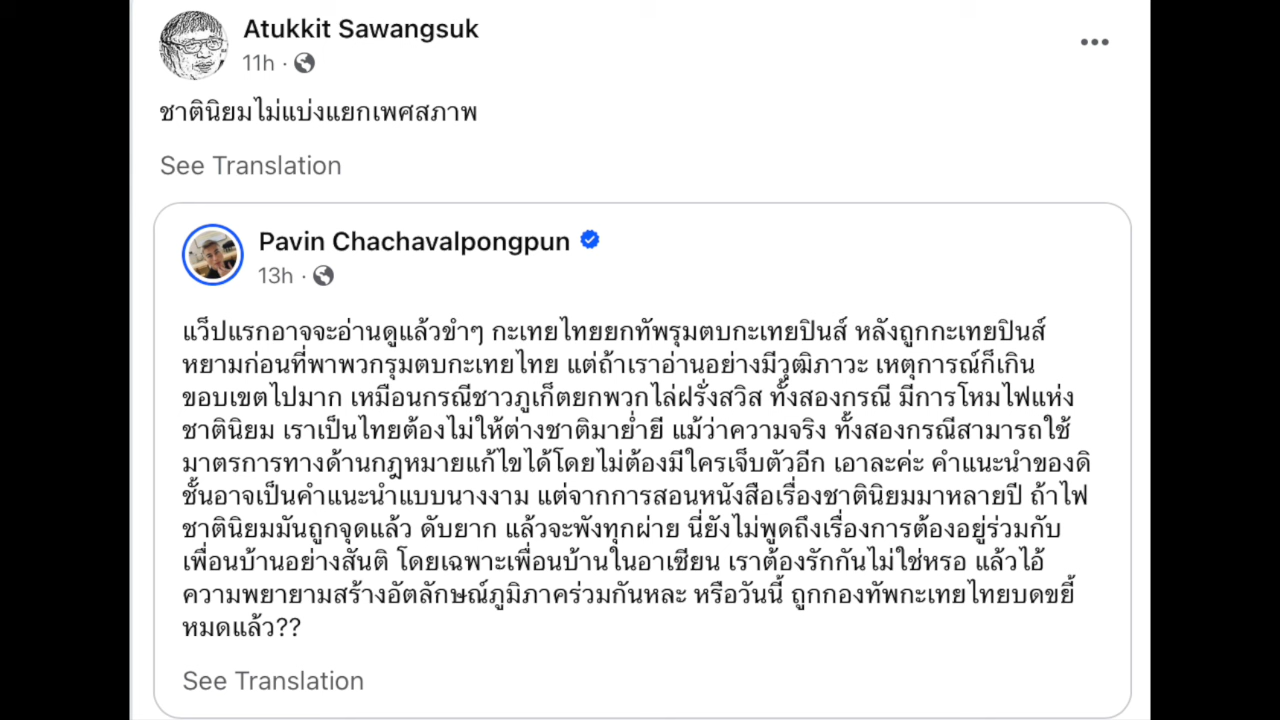 Atukkit Sawangsuk
11h ·
ชาตินิยมไม่แบ่งแยกเพศสภาพ
See Translation
Pavin Chachavalpongpun
13h ·
แว็ปแรกอาจจะอ่านดูแล้วขำๆ กะเทยไทยยกทัพรุมตบกะเทยปินส์ หลังถูกกะเทยปินส์
หยามก่อนที่พาพวกรุมตบกะเทยไทย แต่ถ้าเราอ่านอย่างมีวุฒิภาวะ เหตุการณ์ก็เกิน
ขอบเขตไปมาก เหมือนกรณีชาวภูเก็ตยกพวกไล่ฝรั่งสวิส ทั้งสองกรณี มีการโหมไฟแห่ง
ชาตินิยม เราเป็นไทยต้องไม่ให้ต่างชาติมาย่ำยี แม้ว่าความจริง ทั้งสองกรณีสามารถใช้
มาตรการทางด้านกฎหมายแก้ไขได้โดยไม่ต้องมีใครเจ็บตัวอีก เอาละค่ะ คำแนะนำของดิ
ชั้นอาจเป็นคำแนะนำแบบนางงาม แต่จากการสอนหนังสือเรื่องชาตินิยมมาหลายปี ถ้าไฟ
ชาตินิยมมันถูกจุดแล้ว ดับยาก แล้วจะพังทุกฝ่าย นี่ยังไม่พูดถึงเรื่องการต้องอยู่ร่วมกับ
เพื่อนบ้านอย่างสันติ โดยเฉพาะเพื่อนบ้านในอาเซียน เราต้องรักกันไม่ใช่หรอ แล้วไอ้
ความพยายามสร้างอัตลักษณ์ภูมิภาคร่วมกันหละ หรือวันนี้ ถูกกองทัพกะเทยไทยบดขยี้
หมดแล้ว??
See Translation